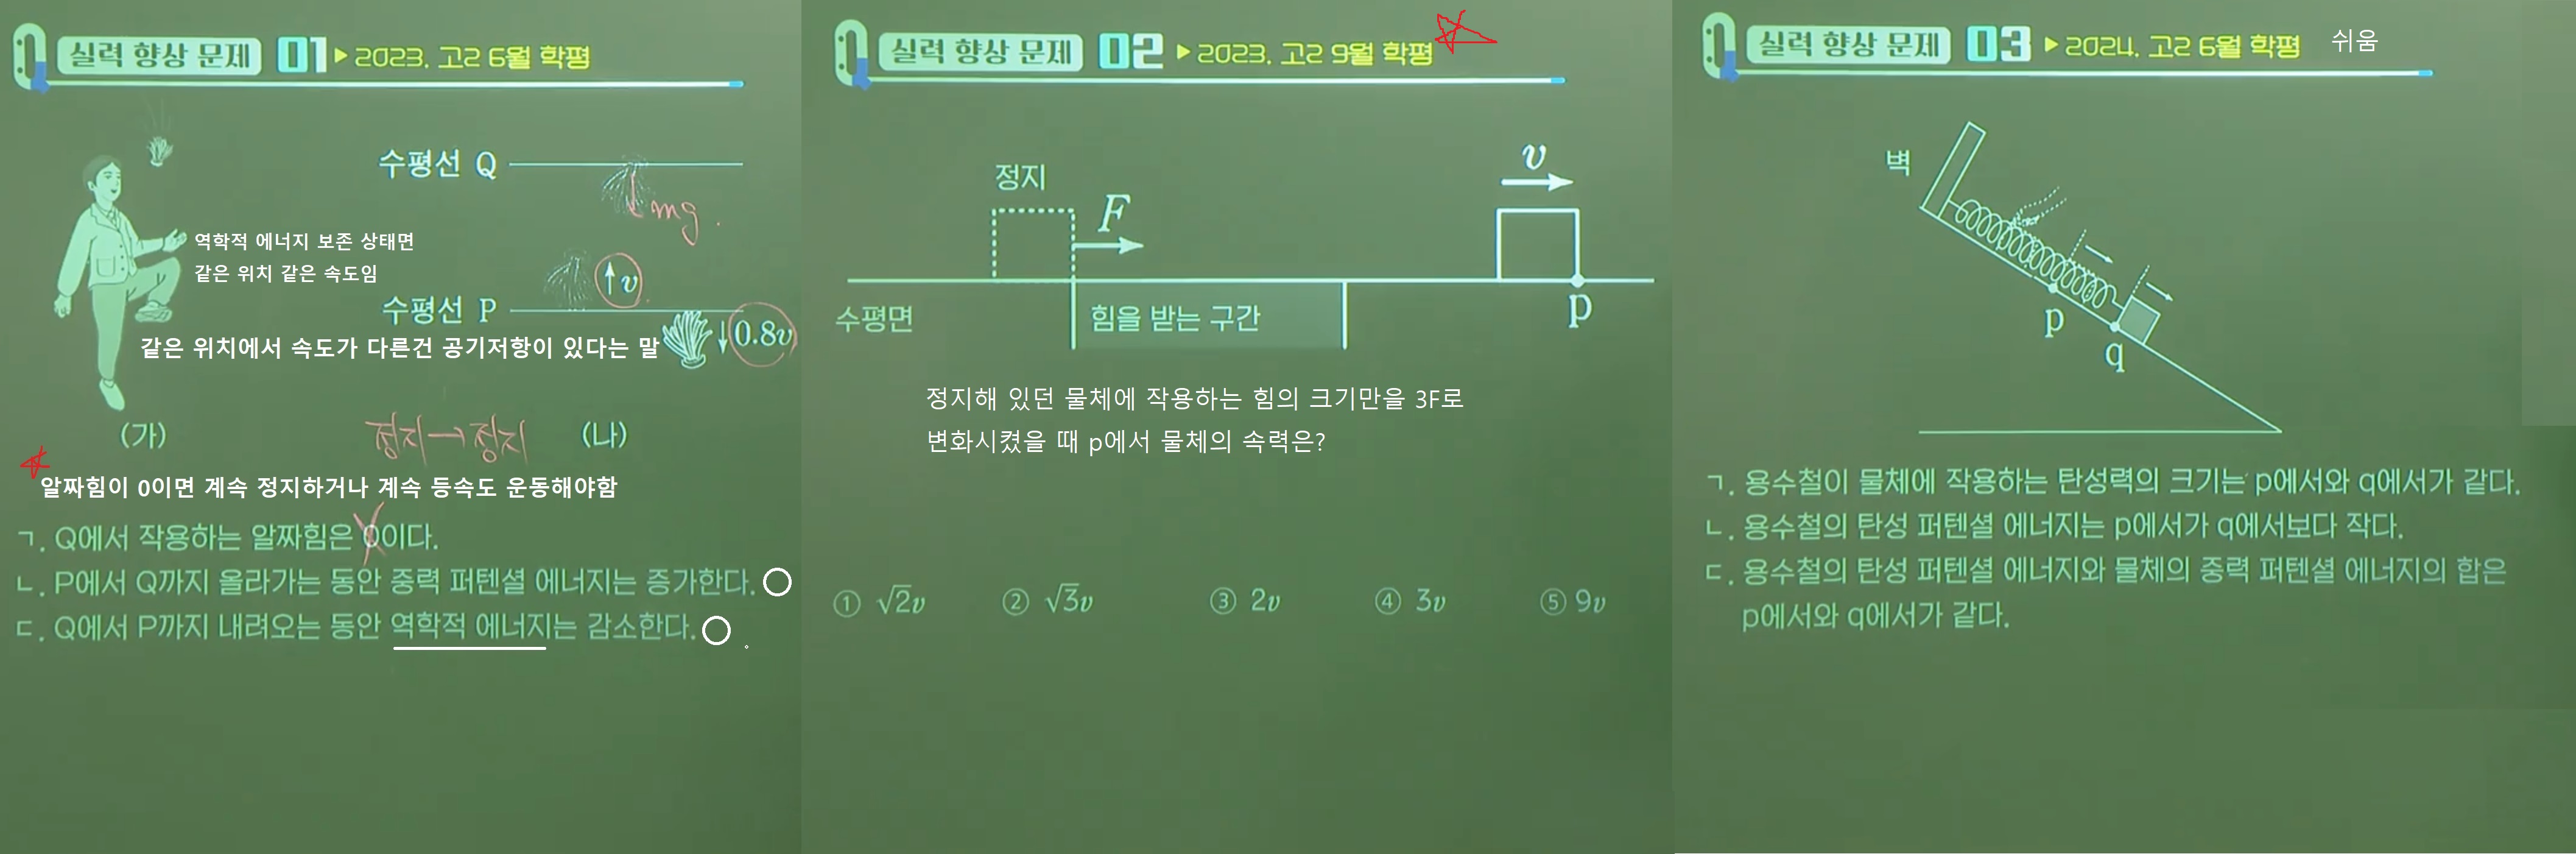 실력 향상 문제 01 ▶ 2023. 고2 6월 학평
수평선 Q
mg
역학적 에너지 보존 상태면
같은 위치 같은 속도임
v
수평선 P
0.8v
같은 위치에서 속도가 다른건 공기저항이 있다는 말
(가)
정지→정지
(나)
알짜힘이 0이면 계속 정지하거나 계속 등속도 운동해야함
ㄱ. Q에서 작용하는 알짜힘은 0이다.
ㄴ. P에서 Q까지 올라가는 동안 중력 퍼텐셜 에너지는 증가한다.
ㄷ. Q에서 P까지 내려오는 동안 역학적 에너지는 감소한다.
실력 향상 문제 02 ▶ 2023. 고2 9월 학평
정지
F
v
수평면
힘을 받는 구간
p
정지해 있던 물체에 작용하는 힘의 크기만을 3F로
변화시켰을 때 p에서 물체의 속력은?
① √2v ② √3v ③ 2v ④ 3v ⑤ 9v
실력 향상 문제 03 ▶ 2024. 고2 6월 학평 쉬움
벽
p
q
ㄱ. 용수철이 물체에 작용하는 탄성력의 크기는 p에서와 q에서가 같다.
ㄴ. 용수철의 탄성 퍼텐셜 에너지는 p에서가 q에서보다 작다.
ㄷ. 용수철의 탄성 퍼텐셜 에너지와 물체의 중력 퍼텐셜 에너지의 합은
p에서와 q에서가 같다.